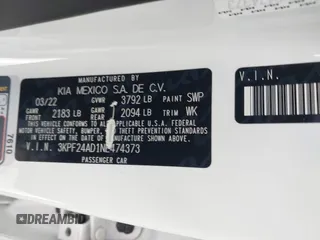 MANUFACTURED BY
KIA MEXICO S.A. DE C.V.
03/22 GVWR 3792 LB PAINT SWP
GAWR FRONT 2183 LB GAWR REAR 2094 LB TRIM WK
THIS VEHICLE CONFORMS TO ALL APPLICABLE U.S. FEDERAL
MOTOR VEHICLE SAFETY, BUMPER, AND THEFT PREVENTION STANDARDS
IN EFFECT ON THE DATE OF MANUFACTURE SHOWN ABOVE.
V.I.N. 3KPF24AD1NE474373
PASSENGER CAR
V.I.N.
7610
DREAMBID